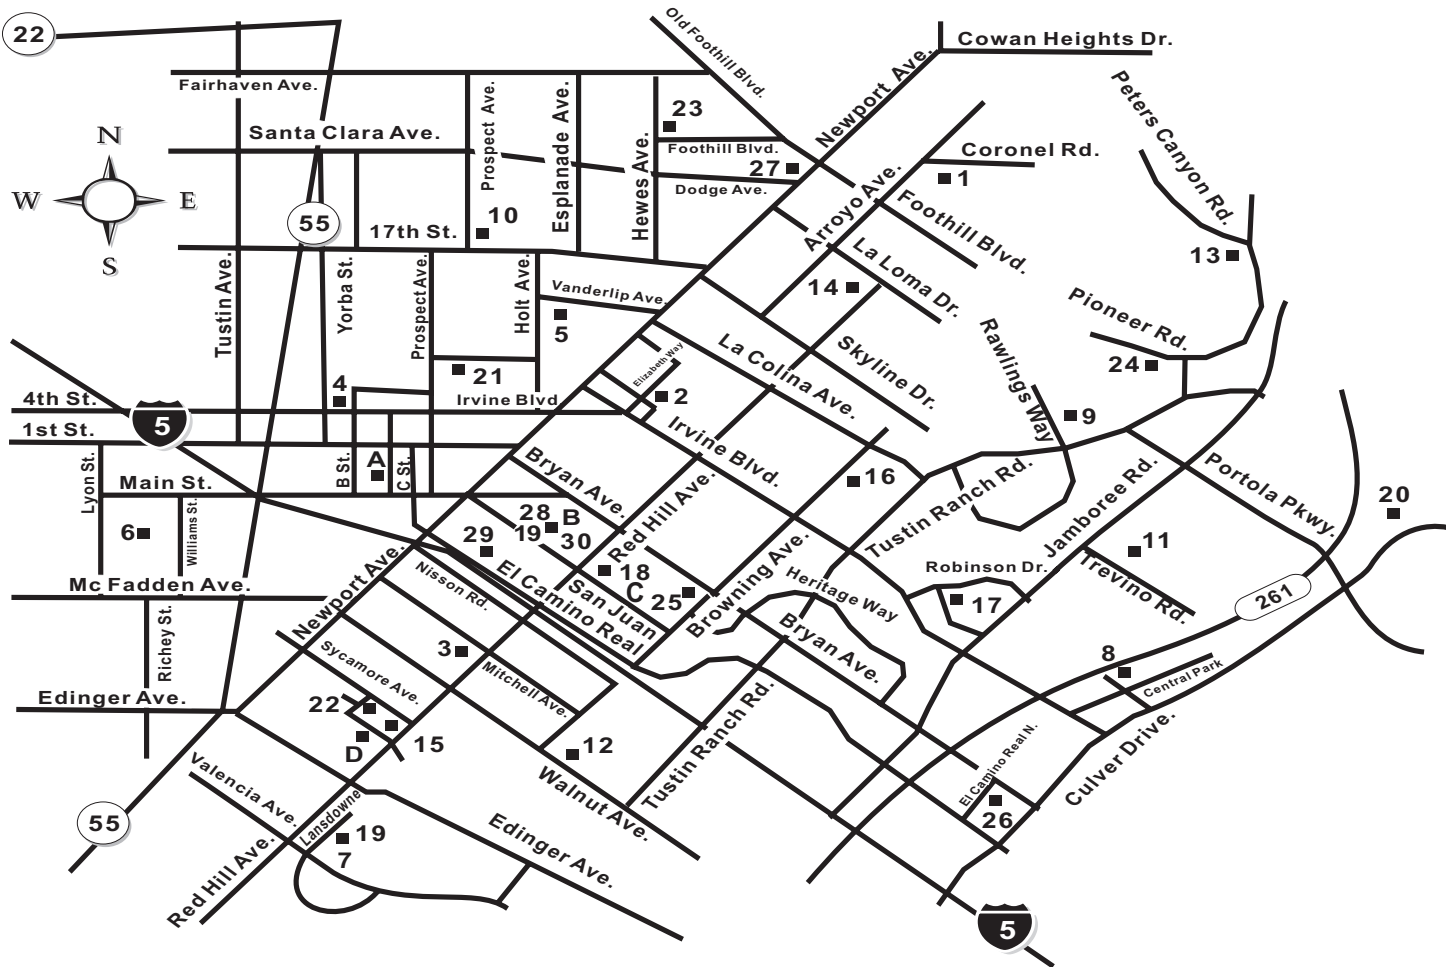 22
Old Foothill Blvd.
Cowan Heights Dr.
Newport Ave.
Peters Canyon Rd.
Fairhaven Ave.
Prospect Ave.
Esplanade Ave.
23
Santa Clara Ave.
Hewes Ave.
Foothill Blvd.
27
Coronel Rd.
1
N
W
E
S
Dodge Ave.
Arroyo Ave.
Foothill Blvd.
55
10
17th St.
La Loma Dr.
13
Tustin Ave.
Yorba St.
Prospect Ave.
Holt Ave.
Vanderlip Ave.
14
Pioneer Rd.
5
La Colina Ave.
Skyline Dr.
Rawlings Way
24
Elizabeth Way
4
21
2
4th St.
Irvine Blvd
9
5
1st St.
Irvine Blvd.
Lyon St.
B St.
A
C St.
Bryan Ave.
16
Tustin Ranch Rd.
Jamboree Rd.
Portola Pkwy.
20
Main St.
Williams St.
6
28
B
19
30
29
Red Hill Ave.
11
Trevino Rd.
Mc Fadden Ave.
Newport Ave.
Nisson Rd.
El Camino Real
San Juan
18
C
25
Browning Ave.
Heritage Way
Robinson Dr.
17
261
Richey St.
Sycamore Ave.
3
Mitchell Ave.
Bryan Ave.
8
Central Park
Edinger Ave.
22
D
15
12
Tustin Ranch Rd.
El Camino Real N.
Culver Drive.
Valencia Ave.
Walnut Ave.
26
55
Lansdowne
19
7
Edinger Ave.
Red Hill Ave.
5